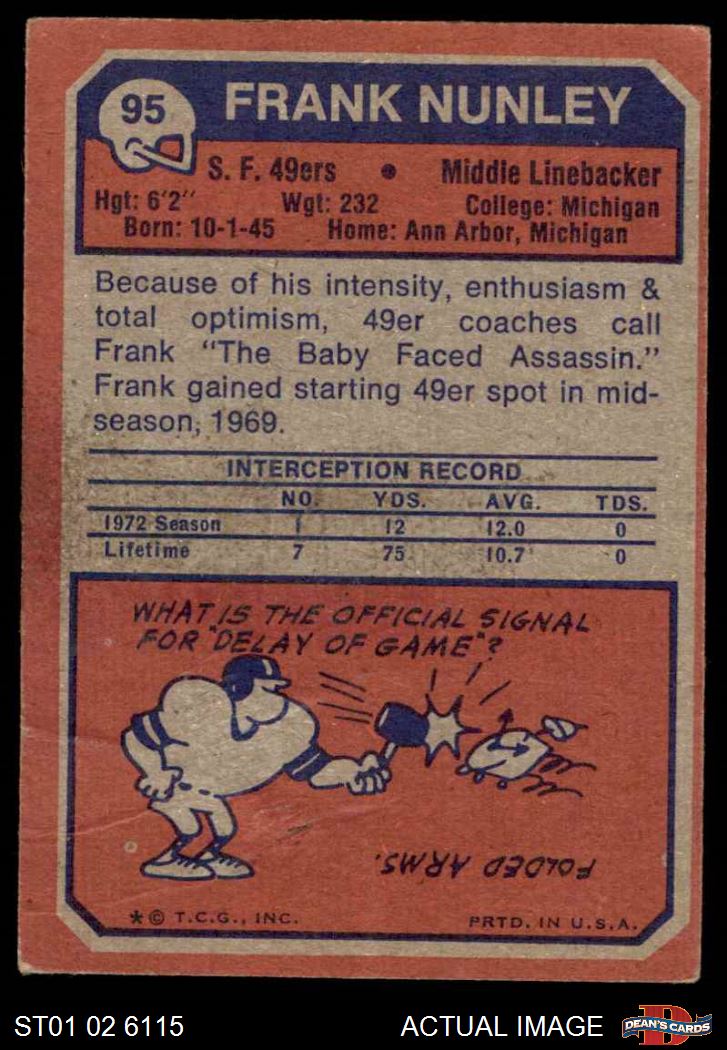 95
FRANK NUNLEY
S. F. 49ers • Middle Linebacker
Hgt: 6'2" Wgt: 232 College: Michigan
Born: 10-1-45 Home: Ann Arbor, Michigan
Because of his intensity, enthusiasm &
total optimism, 49er coaches call
Frank "The Baby Faced Assassin."
Frank gained starting 49er spot in mid-
season, 1969.
INTERCEPTION RECORD
NO. YDS. AVG. TDS.
1972 Season 1 12 12.0 0
Lifetime 7 75 10.7 0
WHAT IS THE OFFICIAL SIGNAL
FOR "DELAY OF GAME"?
FOLDED ARMS.
*© T.C.G., INC. PRTD. IN U.S.A.
ST01 02 6115 ACTUAL IMAGE
D
DEAN'S CARDS